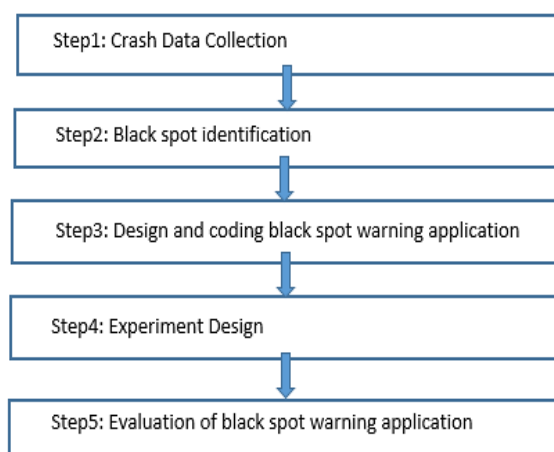 Step1: Crash Data Collection
Step2: Black spot identification
Step3: Design and coding black spot warning application
Step4: Experiment Design
Step5: Evaluation of black spot warning application